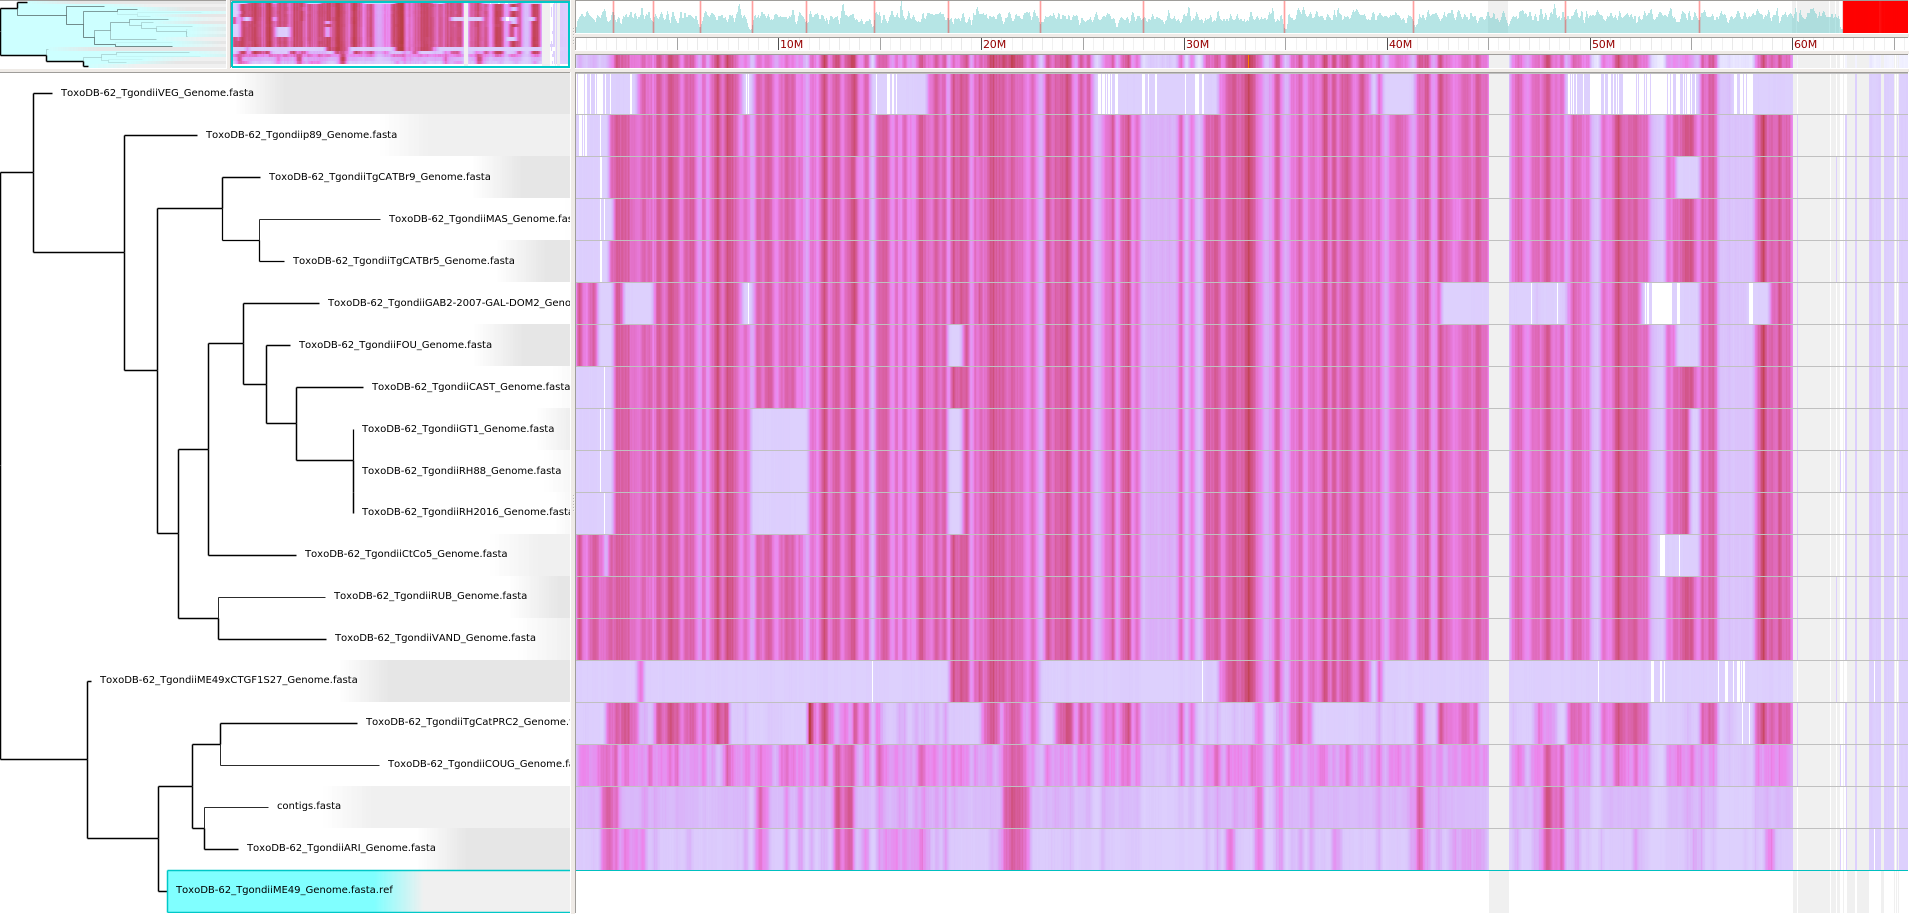 10M 20M 30M 40M 50M 60M
ToxoDB-62_TgondiiVEG_Genome.fasta
ToxoDB-62_Tgondiip89_Genome.fasta
ToxoDB-62_TgondiiTgCATBr9_Genome.fasta
ToxoDB-62_TgondiiMAS_Genome.fas
ToxoDB-62_TgondiiTgCATBr5_Genome.fasta
ToxoDB-62_TgondiiGAB2-2007-GAL-DOM2_Geno
ToxoDB-62_TgondiiFOU_Genome.fasta
ToxoDB-62_TgondiiCAST_Genome.fasta
ToxoDB-62_TgondiiGT1_Genome.fasta
ToxoDB-62_TgondiiRH88_Genome.fasta
ToxoDB-62_TgondiiRH2016_Genome.fasta
ToxoDB-62_TgondiiCtCo5_Genome.fasta
ToxoDB-62_TgondiiRUB_Genome.fasta
ToxoDB-62_TgondiiVAND_Genome.fasta
ToxoDB-62_TgondiiME49xCTGF1S27_Genome.fasta
ToxoDB-62_TgondiiTgCatPRC2_Genome.
ToxoDB-62_TgondiiCOUG_Genome.f
contigs.fasta
ToxoDB-62_TgondiiARI_Genome.fasta
ToxoDB-62_TgondiiME49_Genome.fasta.ref